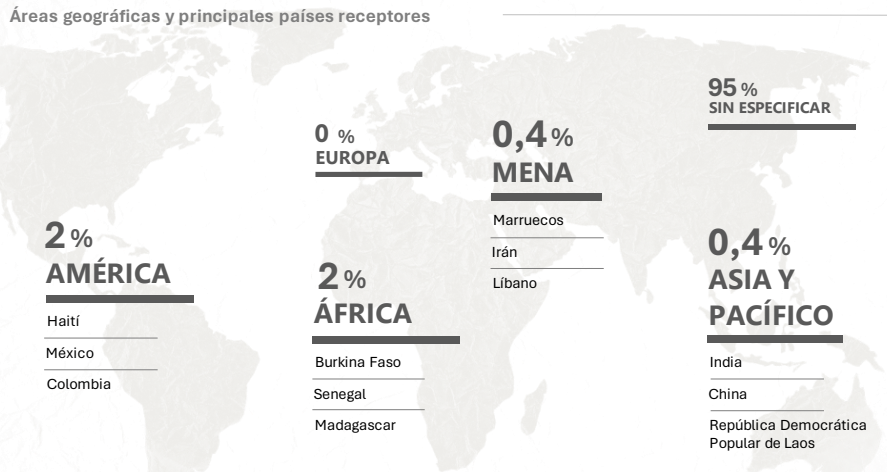 Áreas geográficas y principales países receptores
95 %
SIN ESPECIFICAR
0 %
EUROPA
0,4 %
MENA
Marruecos
Irán
Líbano
2 %
AMÉRICA
Haití
México
Colombia
2 %
ÁFRICA
Burkina Faso
Senegal
Madagascar
0,4 %
ASIA Y
PACÍFICO
India
China
República Democrática
Popular de Laos